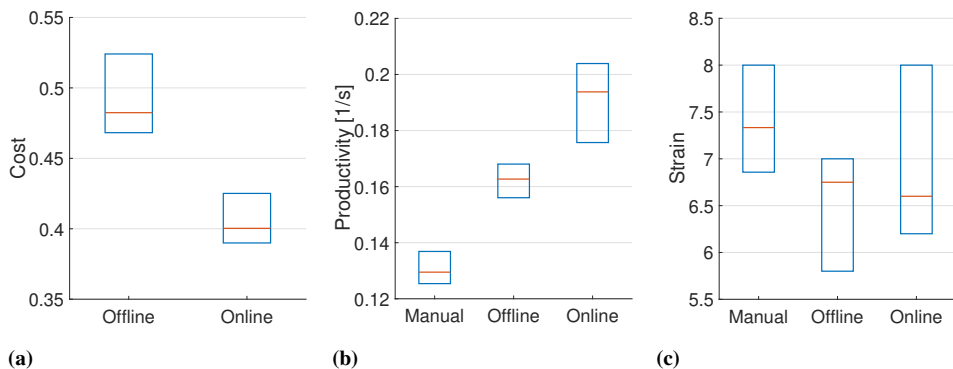 0.55
0.5
0.45
0.4
0.35
Cost
Offline
Online
(a)
0.22
0.2
0.18
0.16
0.14
0.12
Productivity [1/s]
Manual
Offline
Online
(b)
8.5
8
7.5
7
6.5
6
5.5
Strain
Manual
Offline
Online
(c)